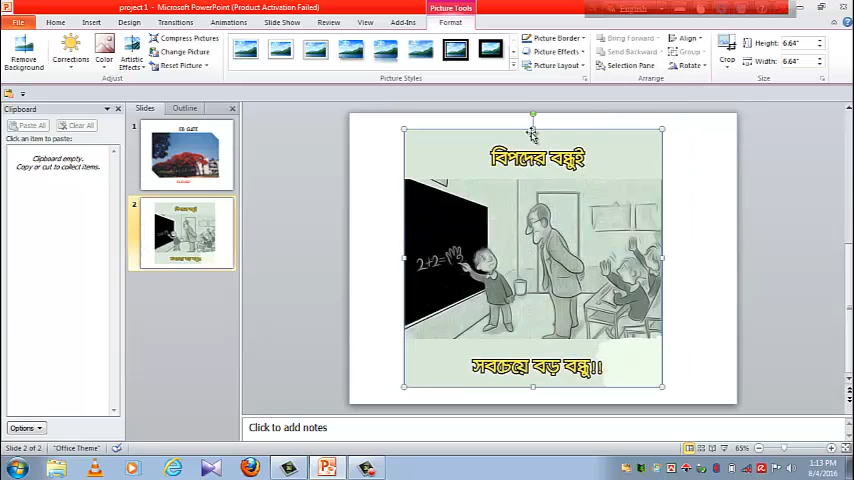 project 1 - Microsoft PowerPoint (Product Activation Failed)
Picture Tools
English
File Home Insert Design Transitions Animations Slide Show Review View Add-Ins Format
Remove Background
Corrections
Color
Artistic Effects
Compress Pictures
Change Picture
Reset Picture
Adjust
Picture Styles
Picture Border
Picture Effects
Picture Layout
Bring Forward
Send Backward
Selection Pane
Align
Group
Rotate
Arrange
Crop
Height: 6.64"
Width: 6.64"
Size
Clipboard
Paste All Clear All
Click an item to paste:
Clipboard empty.
Copy or cut to collect items.
Options
Slides Outline
1
2
বিপদের বন্ধুই
2+2=
সবচেয়ে বড় বন্ধু!!
Click to add notes
Slide 2 of 2 "Office Theme" 65%
1:13 PM
8/4/2016